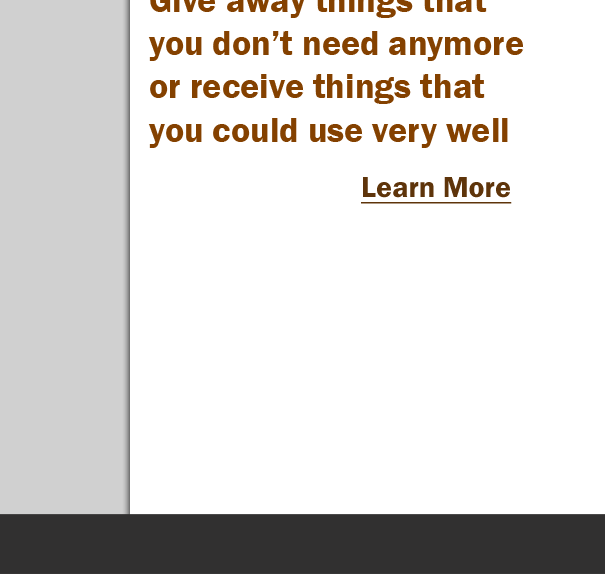 Give away things that
you don’t need anymore
or receive things that
you could use very well
Learn More